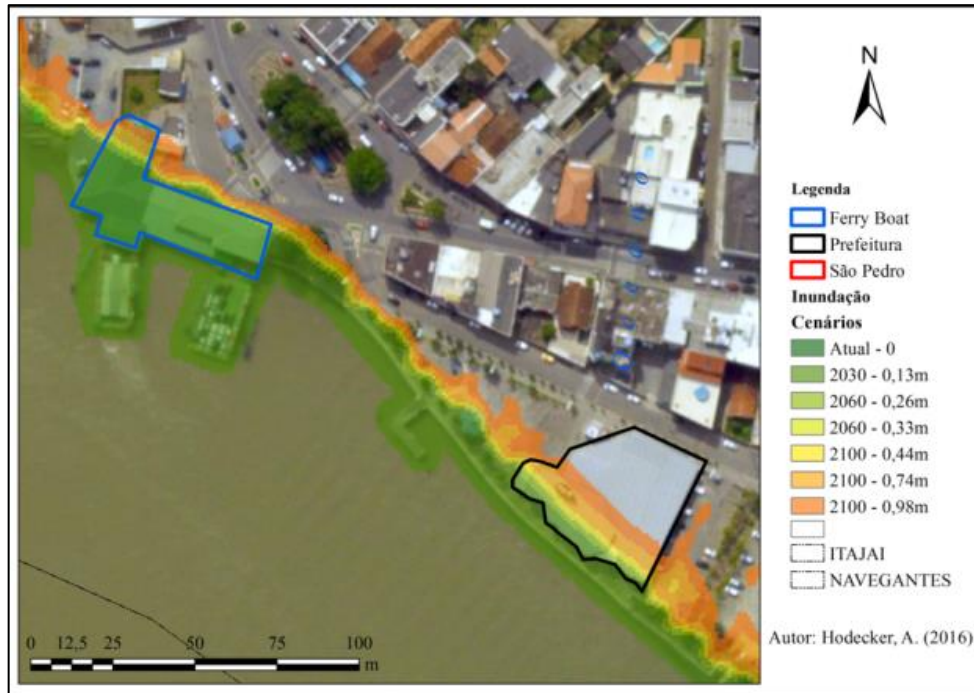 N
Legenda
Ferry Boat
Prefeitura
São Pedro
Inundação
Cenários
Atual - 0
2030 - 0,13m
2060 - 0,26m
2060 - 0,33m
2100 - 0,44m
2100 - 0,74m
2100 - 0,98m
ITAJAI
NAVEGANTES
Autor: Hodecker, A. (2016)
0 12,5 25 50 75 100
m